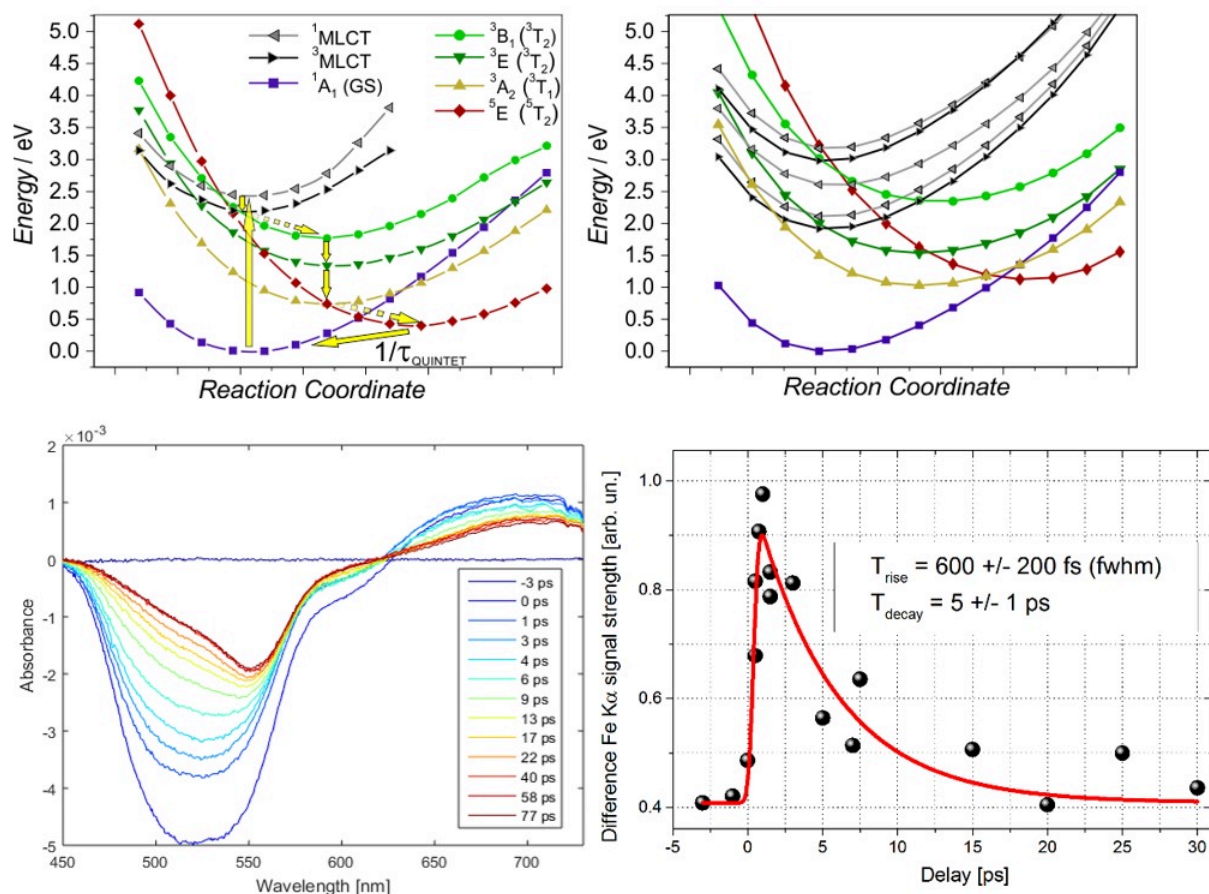 5.0
4.5
4.0
3.5
3.0
2.5
2.0
1.5
1.0
0.5
0.0
Energy / eV
¹MLCT
³MLCT
¹A₁ (GS)
³B₁ (³T₂)
³E (³T₂)
³A₂ (³T₁)
⁵E (⁵T₂)
1/τQUINTET
Reaction Coordinate
5.0
4.5
4.0
3.5
3.0
2.5
2.0
1.5
1.0
0.5
0.0
Energy / eV
Reaction Coordinate
×10⁻³
2
1
0
-1
-2
-3
-4
-5
Absorbance
-3 ps
0 ps
1 ps
3 ps
4 ps
6 ps
9 ps
13 ps
17 ps
22 ps
40 ps
58 ps
77 ps
450 500 550 600 650 700
Wavelength [nm]
Difference Fe Kα signal strength [arb. un.]
1.0
0.8
0.6
0.4
T rise = 600 +/- 200 fs (fwhm)
T decay = 5 +/- 1 ps
-5 0 5 10 15 20 25 30
Delay [ps]